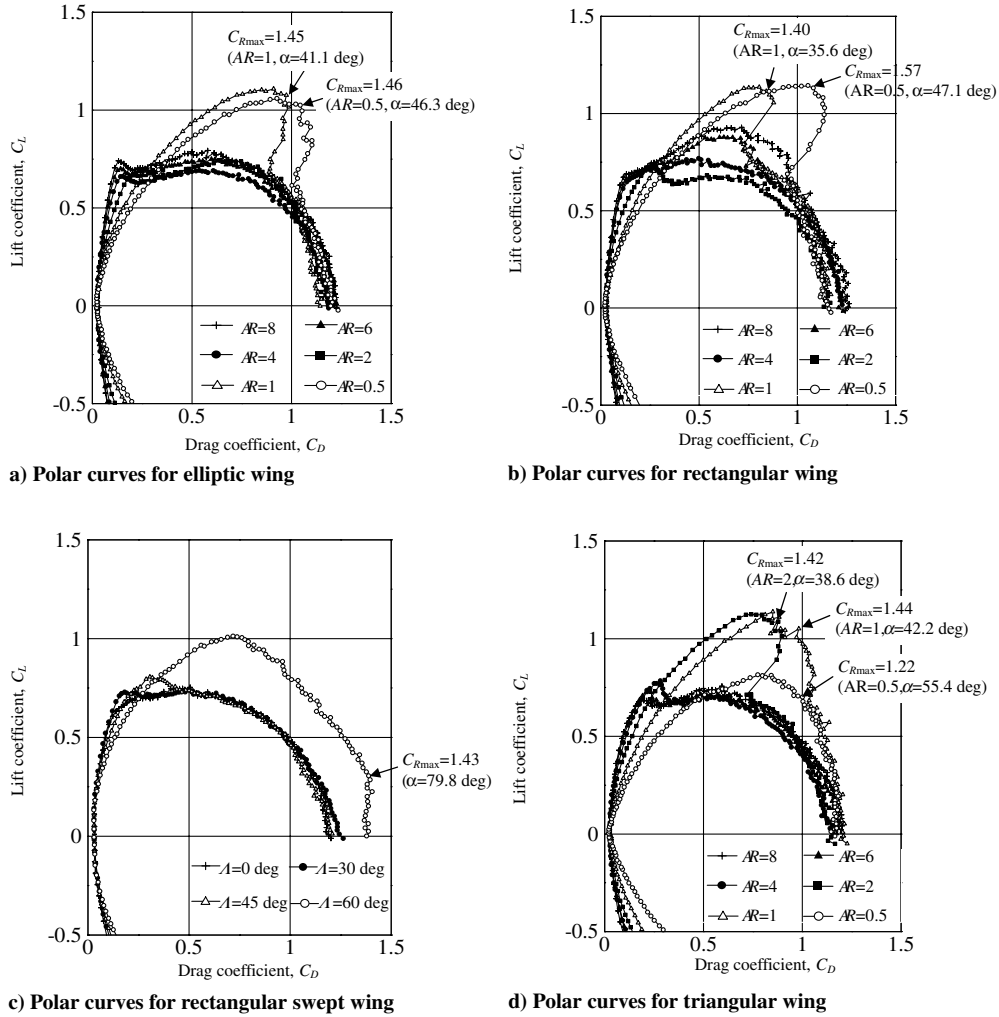 1.5
1
0.5
0
-0.5
0
0.5
1
1.5
Lift coefficient, C_L
Drag coefficient, C_D
C_Rmax=1.45
(AR=1, α=41.1 deg)
C_Rmax=1.46
(AR=0.5, α=46.3 deg)
AR=8
AR=6
AR=4
AR=2
AR=1
AR=0.5
a) Polar curves for elliptic wing
1.5
1
0.5
0
-0.5
0
0.5
1
1.5
Lift coefficient, C_L
Drag coefficient, C_D
C_Rmax=1.40
(AR=1, α=35.6 deg)
C_Rmax=1.57
(AR=0.5, α=47.1 deg)
AR=8
AR=6
AR=4
AR=2
AR=1
AR=0.5
b) Polar curves for rectangular wing
1.5
1
0.5
0
-0.5
0
0.5
1
1.5
Lift coefficient, C_L
Drag coefficient, C_D
C_Rmax=1.43
(α=79.8 deg)
Λ=0 deg
Λ=30 deg
Λ=45 deg
Λ=60 deg
c) Polar curves for rectangular swept wing
1.5
1
0.5
0
-0.5
0
0.5
1
1.5
Lift coefficient, C_L
Drag coefficient, C_D
C_Rmax=1.42
(AR=2,α=38.6 deg)
C_Rmax=1.44
(AR=1,α=42.2 deg)
C_Rmax=1.22
(AR=0.5,α=55.4 deg)
AR=8
AR=6
AR=4
AR=2
AR=1
AR=0.5
d) Polar curves for triangular wing